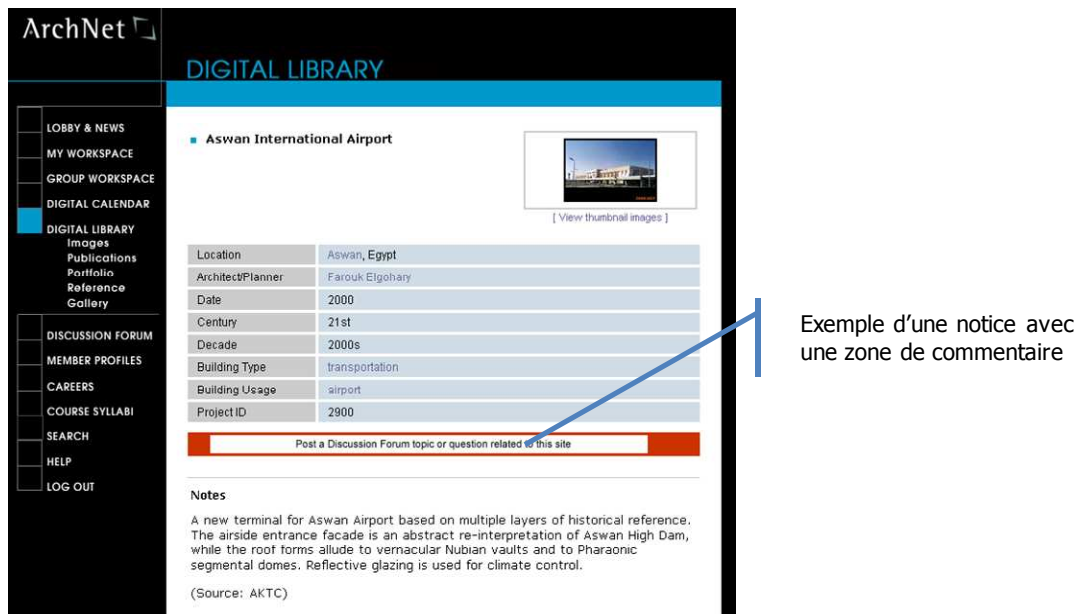 ArchNet
DIGITAL LIBRARY
LOBBY & NEWS
MY WORKSPACE
GROUP WORKSPACE
DIGITAL CALENDAR
DIGITAL LIBRARY
Images
Publications
Portfolio
Reference
Gallery
DISCUSSION FORUM
MEMBER PROFILES
CAREERS
COURSE SYLLABI
SEARCH
HELP
LOG OUT
Aswan International Airport
[ View thumbnail images ]
Location Aswan, Egypt
Architect/Planner Farouk Elgohary
Date 2000
Century 21st
Decade 2000s
Building Type transportation
Building Usage airport
Project ID 2900
Post a Discussion Forum topic or question related to this site
Notes
A new terminal for Aswan Airport based on multiple layers of historical reference.
The airside entrance facade is an abstract re-interpretation of Aswan High Dam,
while the roof forms allude to vernacular Nubian vaults and to Pharaonic
segmental domes. Reflective glazing is used for climate control.
(Source: AKTC)
Exemple d’une notice avec
une zone de commentaire